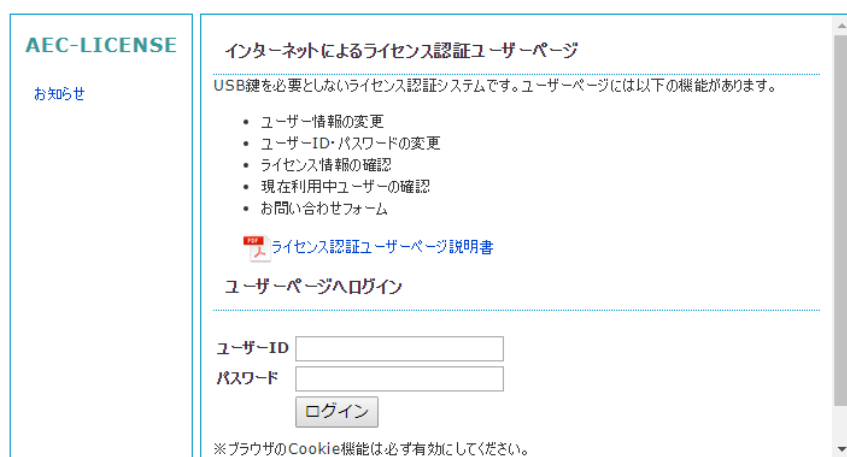 AEC-LICENSE
お知らせ
インターネットによるライセンス認証ユーザーページ
USB鍵を必要としないライセンス認証システムです。ユーザーページには以下の機能があります。
• ユーザー情報の変更
• ユーザーID・パスワードの変更
• ライセンス情報の確認
• 現在利用中ユーザーの確認
• お問い合わせフォーム
PDF ライセンス認証ユーザーページ説明書
ユーザーページへログイン
ユーザーID
パスワード
ログイン
※ブラウザのCookie機能は必ず有効にしてください。